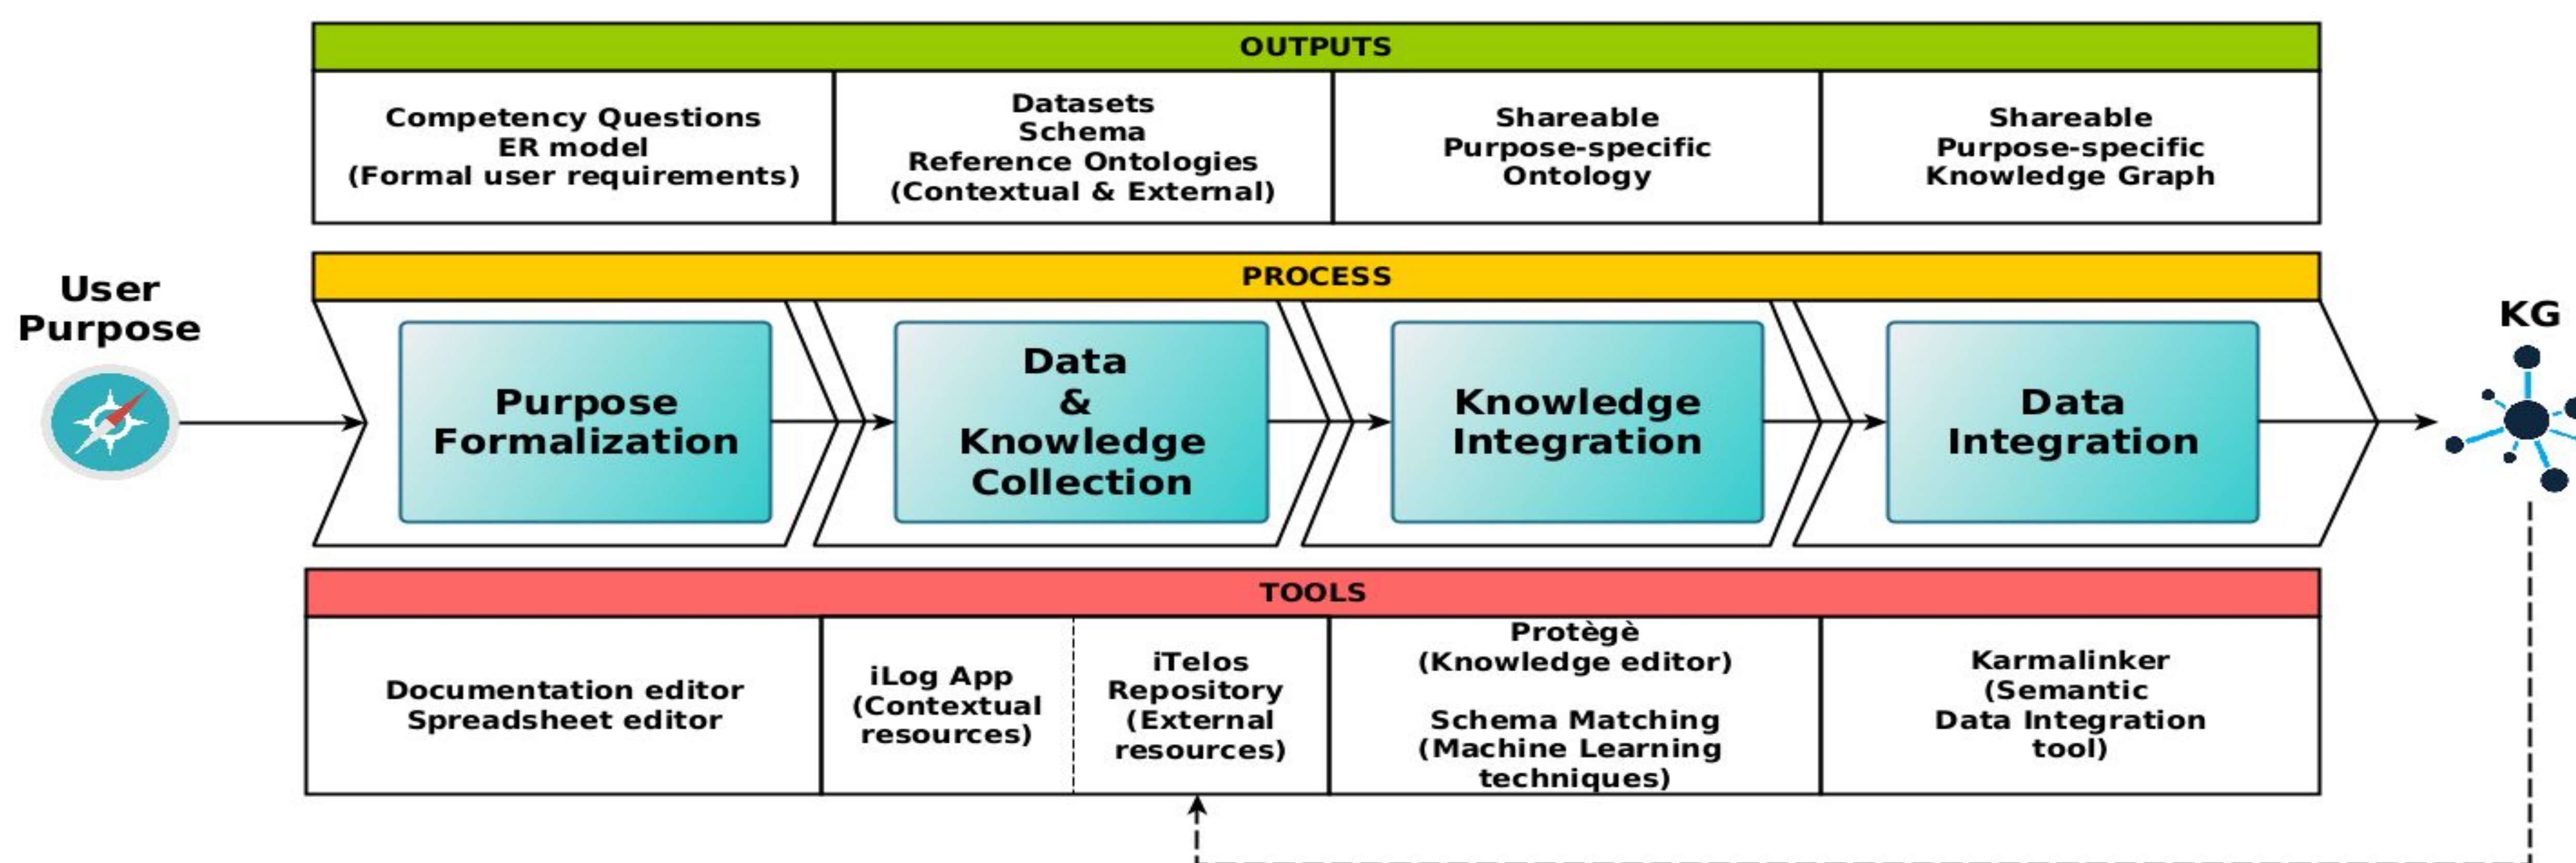 OUTPUTS
Competency Questions
ER model
(Formal user requirements)
Datasets
Schema
Reference Ontologies
(Contextual & External)
Shareable
Purpose-specific
Ontology
Shareable
Purpose-specific
Knowledge Graph
User
Purpose
PROCESS
Purpose
Formalization
Data
&
Knowledge
Collection
Knowledge
Integration
Data
Integration
KG
TOOLS
Documentation editor
Spreadsheet editor
iLog App
(Contextual
resources)
iTelos
Repository
(External
resources)
Protègè
(Knowledge editor)
Schema Matching
(Machine Learning
techniques)
Karmalinker
(Semantic
Data Integration
tool)